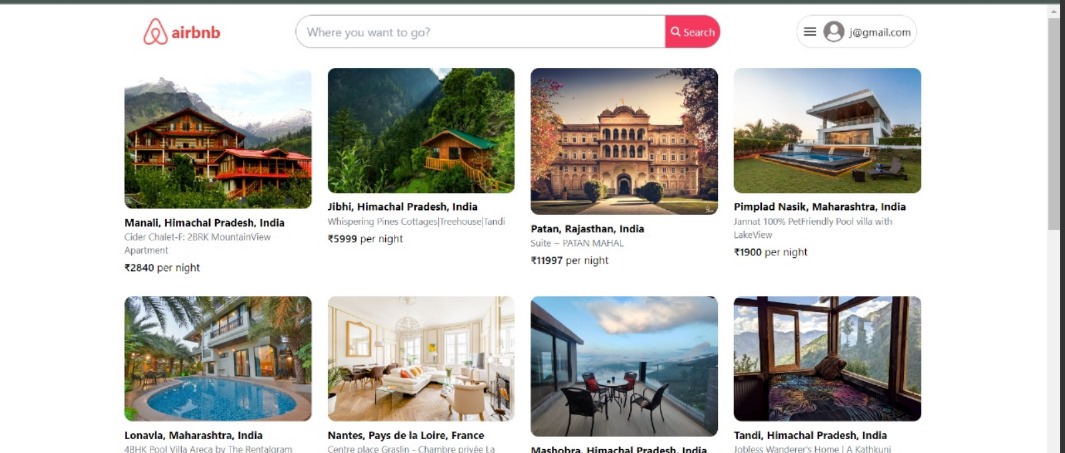 airbnb
Where you want to go?
Search
j@gmail.com
Manali, Himachal Pradesh, India
Cider Chalet-F: 2BRK MountainView
Apartment
₹2840 per night
Jibhi, Himachal Pradesh, India
Whispering Pines Cottages|Treehouse|Tandi
₹5999 per night
Patan, Rajasthan, India
Suite – PATAN MAHAL
₹11997 per night
Pimplad Nasik, Maharashtra, India
Jannat 100% PetFriendly Pool villa with
LakeView
₹1900 per night
Lonavla, Maharashtra, India
4BHK Pool Villa Areca by The Rentalgram
Nantes, Pays de la Loire, France
Centre place Graslin - Chambre privée La
Mashobra, Himachal Pradesh, India
Tandi, Himachal Pradesh, India
Jobless Wanderer's Home | A Kathkuni